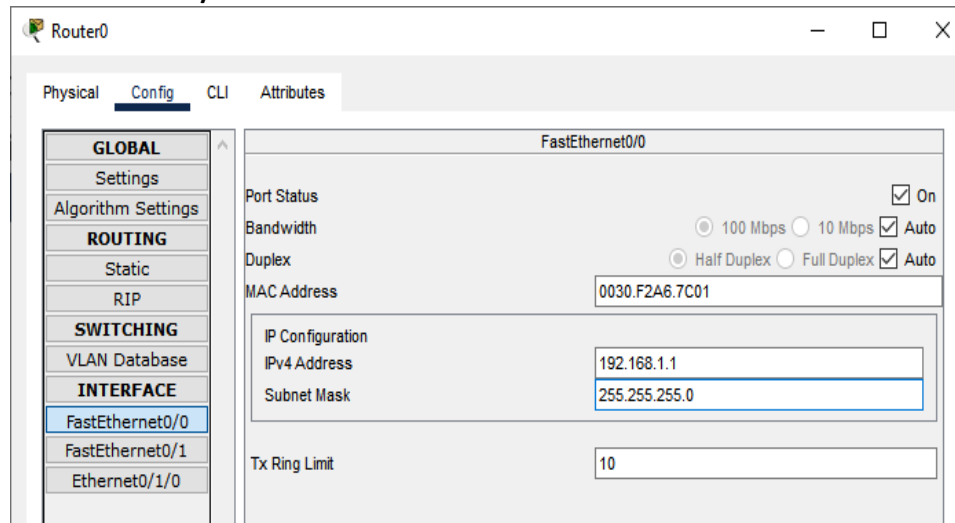 Router0
Physical Config CLI Attributes
GLOBAL
Settings
Algorithm Settings
ROUTING
Static
RIP
SWITCHING
VLAN Database
INTERFACE
FastEthernet0/0
FastEthernet0/1
Ethernet0/1/0
FastEthernet0/0
Port Status On
Bandwidth 100 Mbps 10 Mbps Auto
Duplex Half Duplex Full Duplex Auto
MAC Address 0030.F2A6.7C01
IP Configuration
IPv4 Address 192.168.1.1
Subnet Mask 255.255.255.0
Tx Ring Limit 10